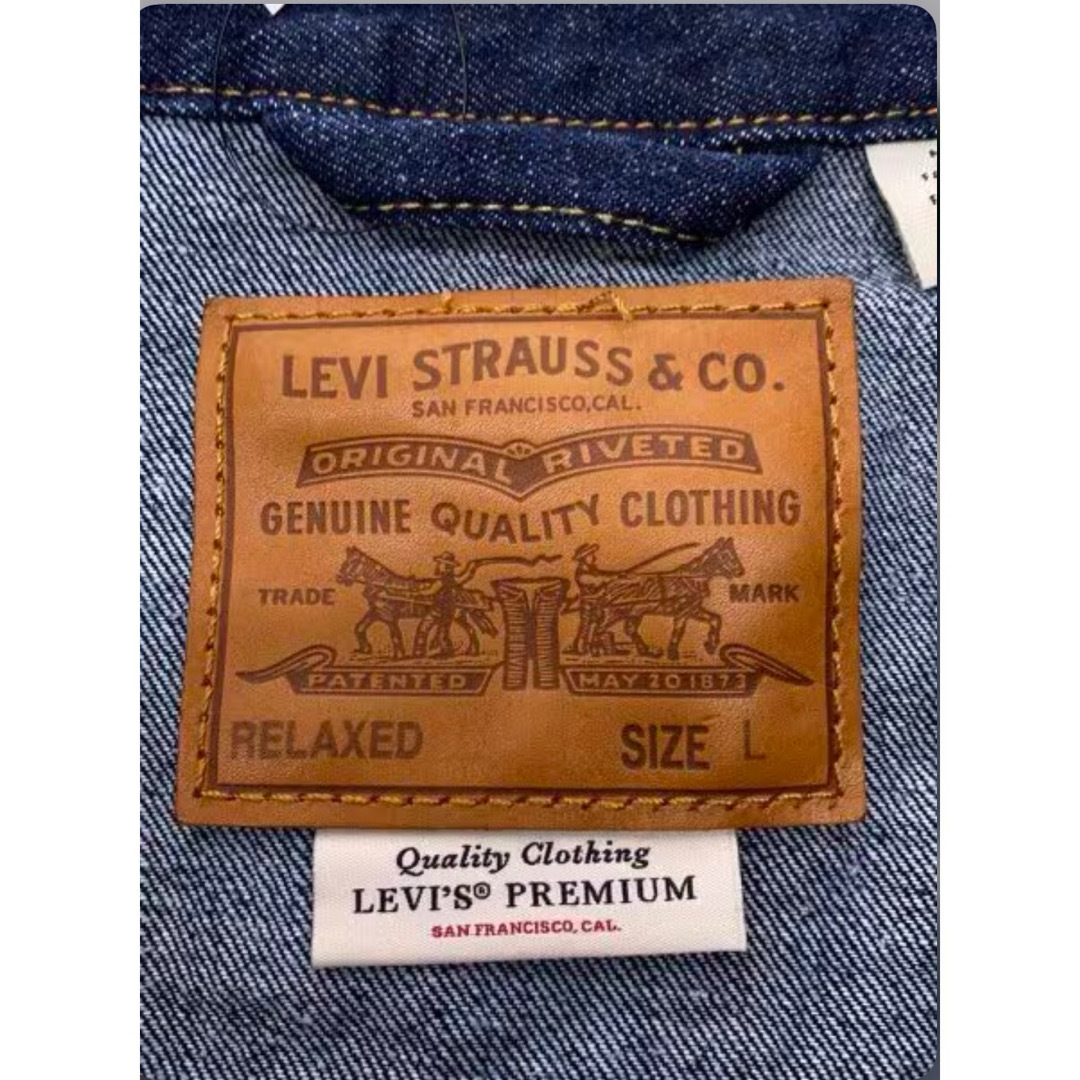 LEVI STRAUSS & CO.
SAN FRANCISCO,CAL.
ORIGINAL RIVETED
GENUINE QUALITY CLOTHING
TRADE MARK
PATENTED MAY 20 1873
RELAXED SIZE L
Quality Clothing
LEVI'S® PREMIUM
SAN FRANCISCO, CAL.